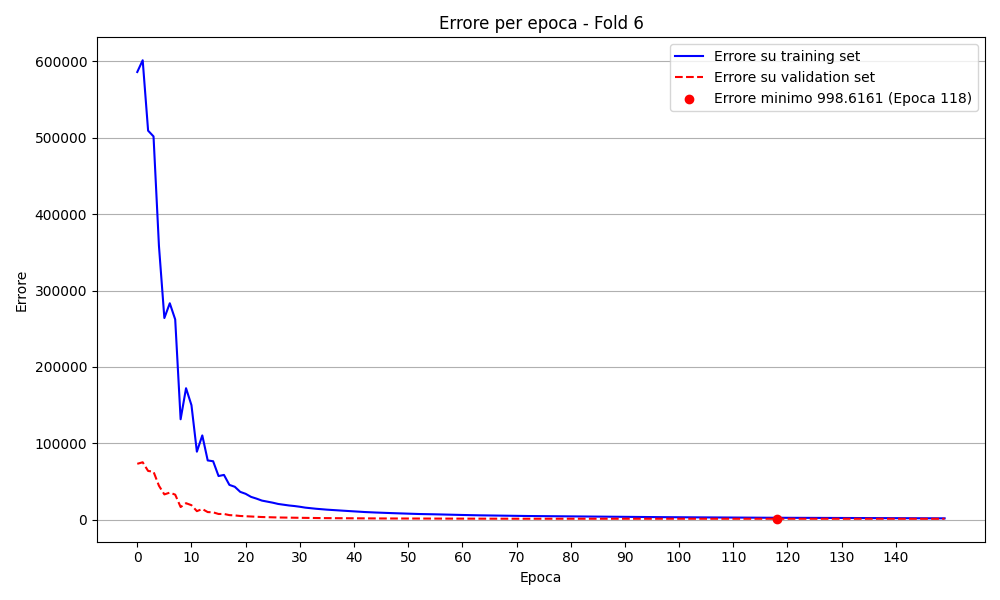 Errore per epoca - Fold 6
Errore su training set
Errore su validation set
Errore minimo 998.6161 (Epoca 118)
Errore
600000
500000
400000
300000
200000
100000
0
0 10 20 30 40 50 60 70 80 90 100 110 120 130 140
Epoca